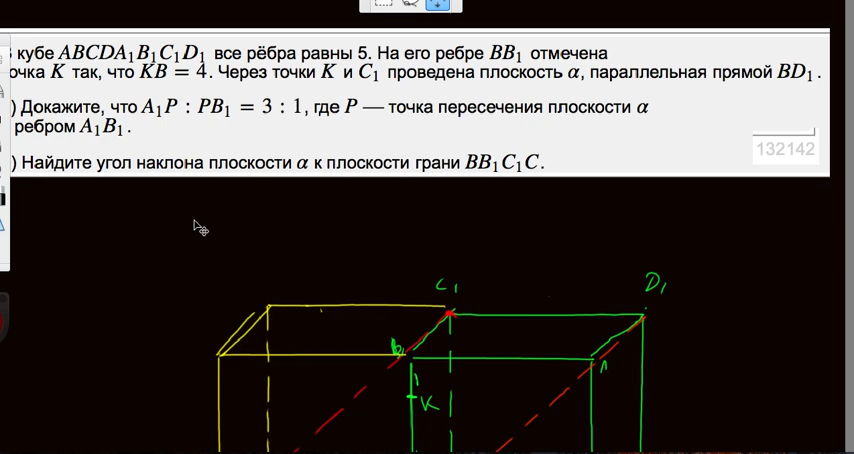 кубе ABCDA₁B₁C₁D₁ все рёбра равны 5. На его ребре BB₁ отмечена
очка K так, что KB = 4. Через точки K и C₁ проведена плоскость α, параллельная прямой BD₁.
) Докажите, что A₁P : PB₁ = 3 : 1, где P — точка пересечения плоскости α
ребром A₁B₁.
132142
) Найдите угол наклона плоскости α к плоскости грани BB₁C₁C.
C₁
D₁
B₁
A
1
K